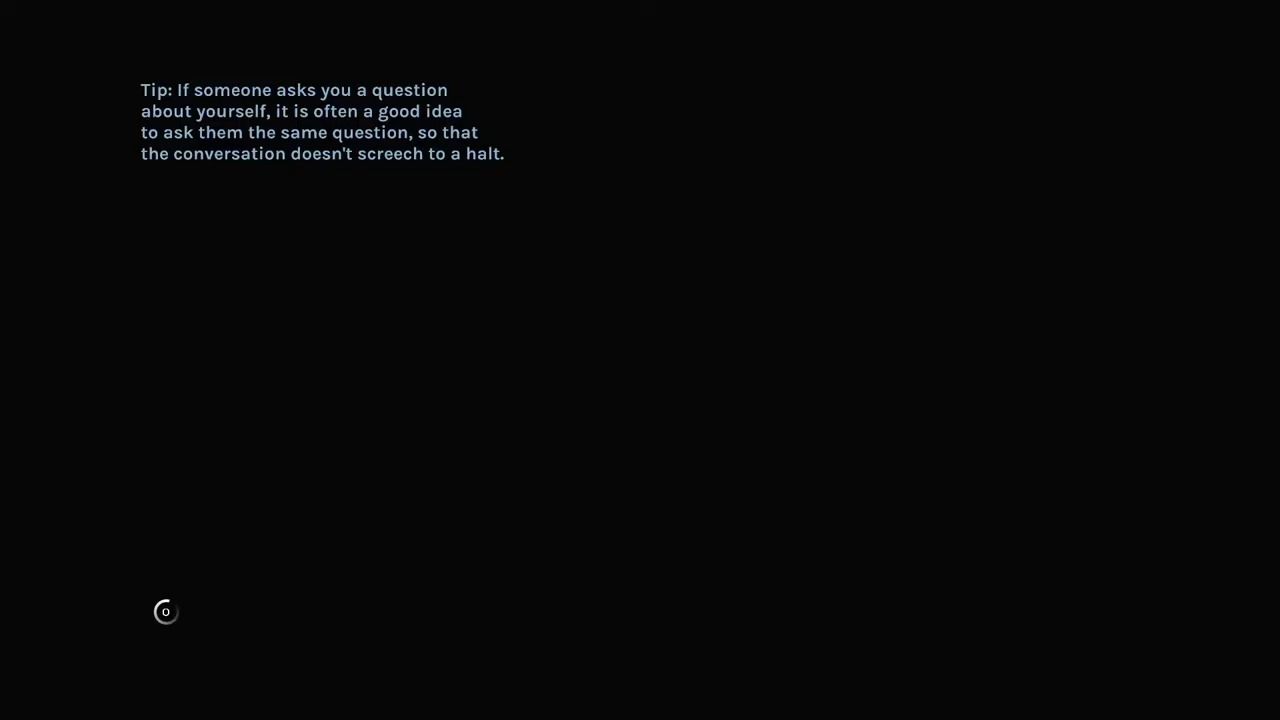 Tip: If someone asks you a question
about yourself, it is often a good idea
to ask them the same question, so that
the conversation doesn't screech to a halt.
0